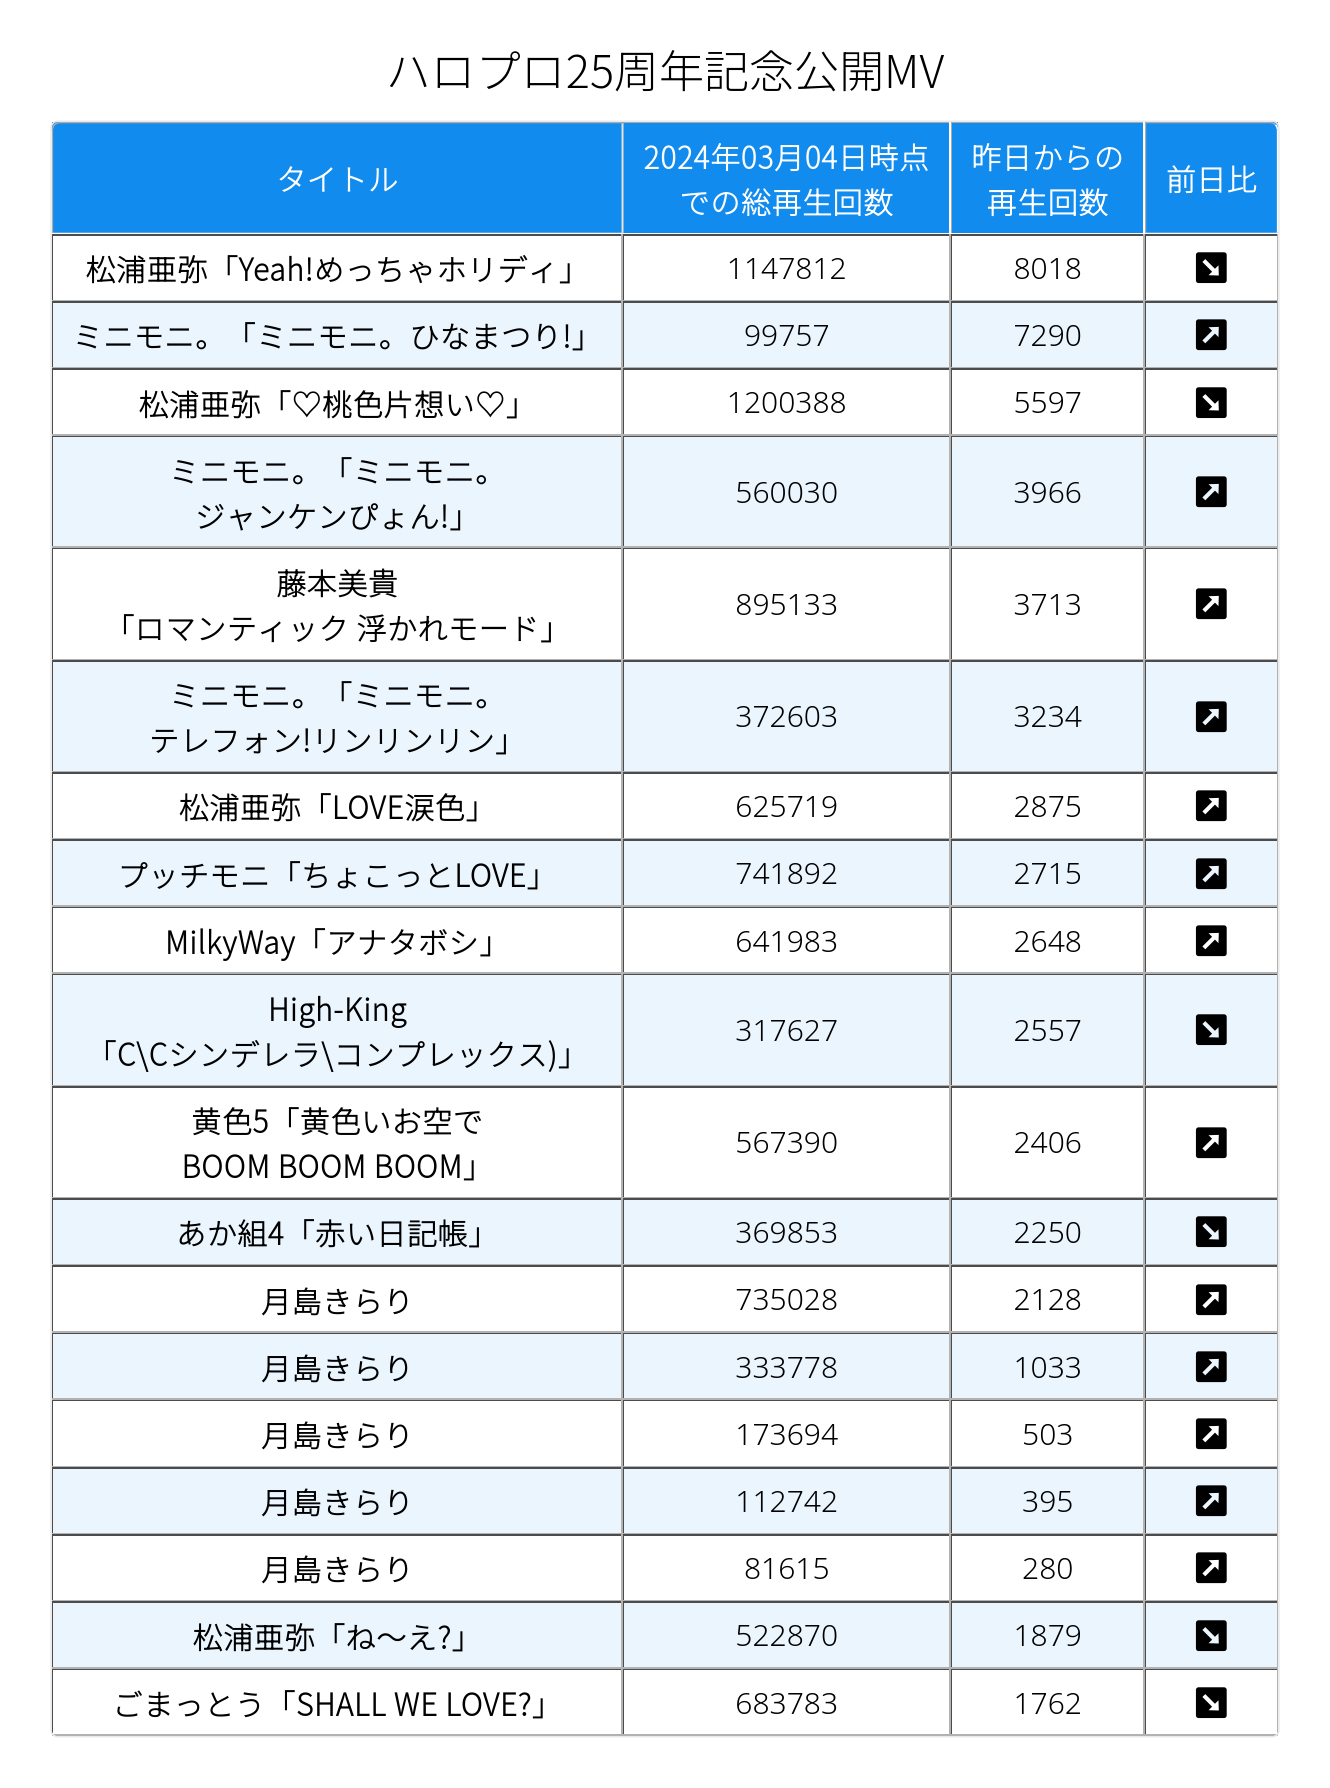 ハロプロ25周年記念公開MV
タイトル
2024年03月04日時点
での総再生回数
昨日からの
再生回数
前日比
松浦亜弥「Yeah!めっちゃホリディ」
1147812
8018
ミニモニ。「ミニモニ。ひなまつり!」
99757
7290
松浦亜弥「♡桃色片想い♡」
1200388
5597
ミニモニ。「ミニモニ。
ジャンケンぴょん!」
560030
3966
藤本美貴
「ロマンティック 浮かれモード」
895133
3713
ミニモニ。「ミニモニ。
テレフォン!リンリンリン」
372603
3234
松浦亜弥「LOVE涙色」
625719
2875
プッチモニ「ちょこっとLOVE」
741892
2715
MilkyWay「アナタボシ」
641983
2648
High-King
「C\Cシンデレラ\コンプレックス)」
317627
2557
黄色5「黄色いお空で
BOOM BOOM BOOM」
567390
2406
あか組4「赤い日記帳」
369853
2250
月島きらり
735028
2128
月島きらり
333778
1033
月島きらり
173694
503
月島きらり
112742
395
月島きらり
81615
280
松浦亜弥「ね〜え?」
522870
1879
ごまっとう「SHALL WE LOVE?」
683783
1762